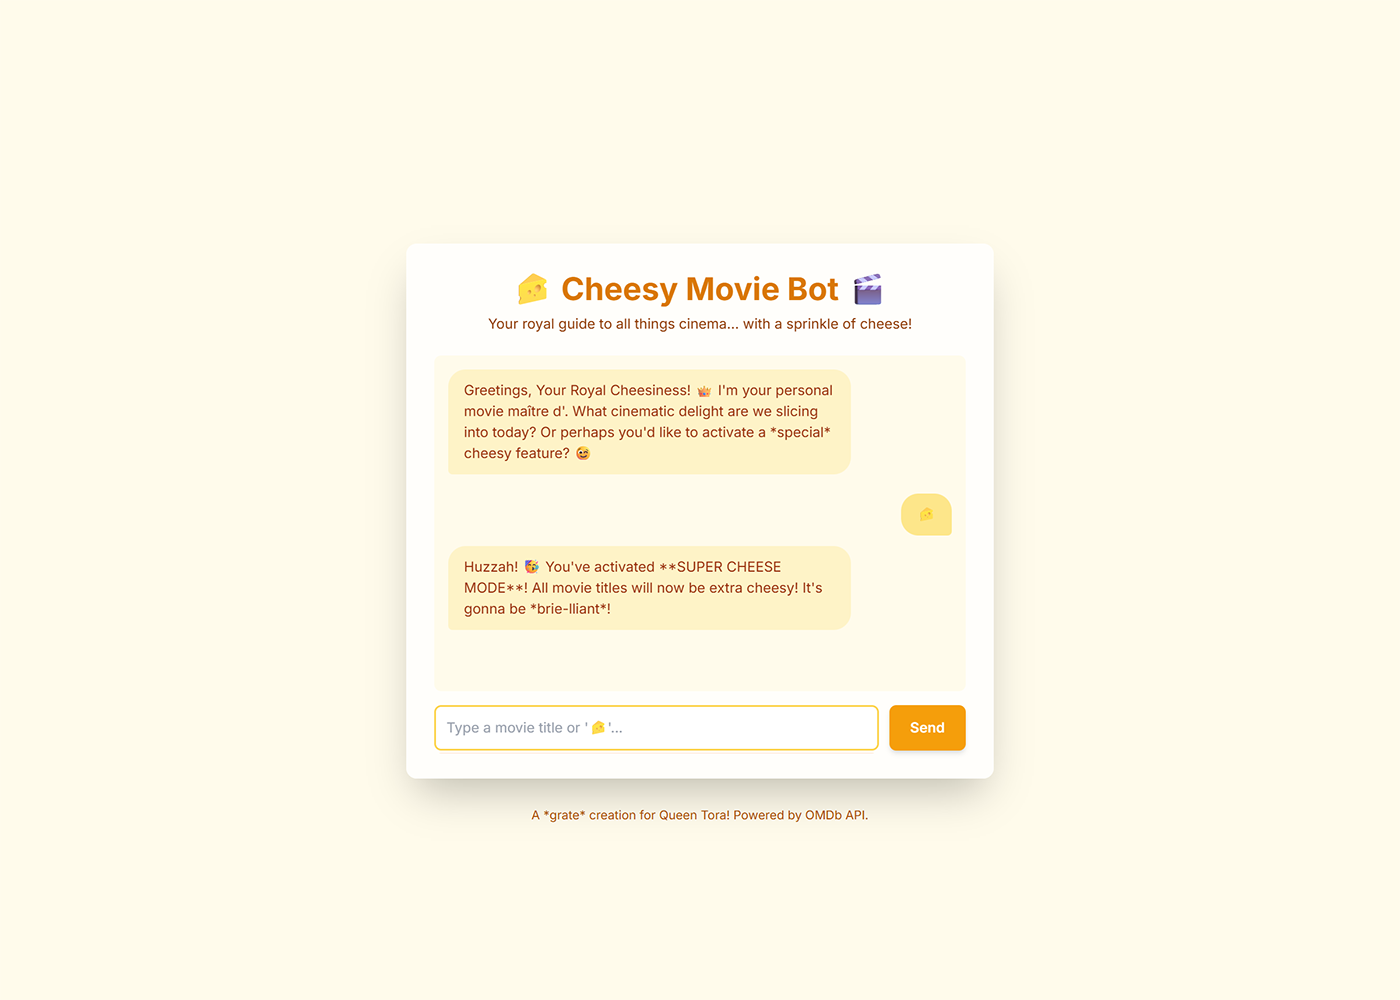 🧀 Cheesy Movie Bot 🎬
Your royal guide to all things cinema... with a sprinkle of cheese!
Greetings, Your Royal Cheesiness! 👑 I'm your personal
movie maître d'. What cinematic delight are we slicing
into today? Or perhaps you'd like to activate a *special*
cheesy feature? 😉
🧀
Huzzah! 🥳 You've activated **SUPER CHEESE
MODE**! All movie titles will now be extra cheesy! It's
gonna be *brie-lliant*!
Type a movie title or '🧀'...
Send
A *grate* creation for Queen Tora! Powered by OMDb API.